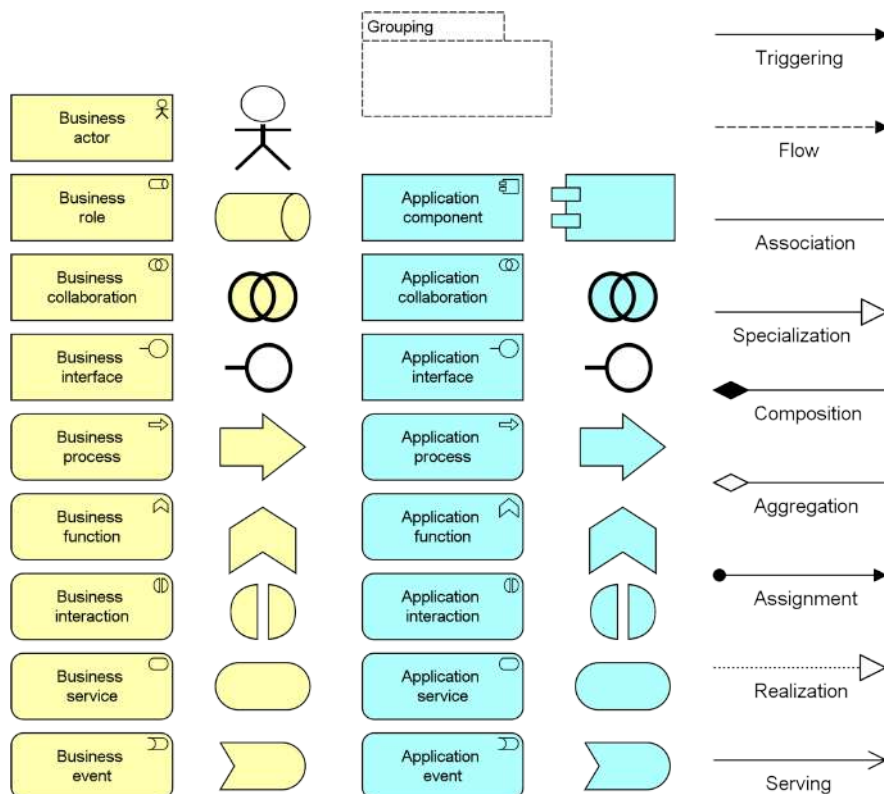 Grouping
Triggering
Business
actor
Flow
Business
role
Application
component
Association
Business
collaboration
Application
collaboration
Specialization
Business
interface
Application
interface
Composition
Business
process
Application
process
Aggregation
Business
function
Application
function
Assignment
Business
interaction
Application
interaction
Realization
Business
service
Application
service
Serving
Business
event
Application
event